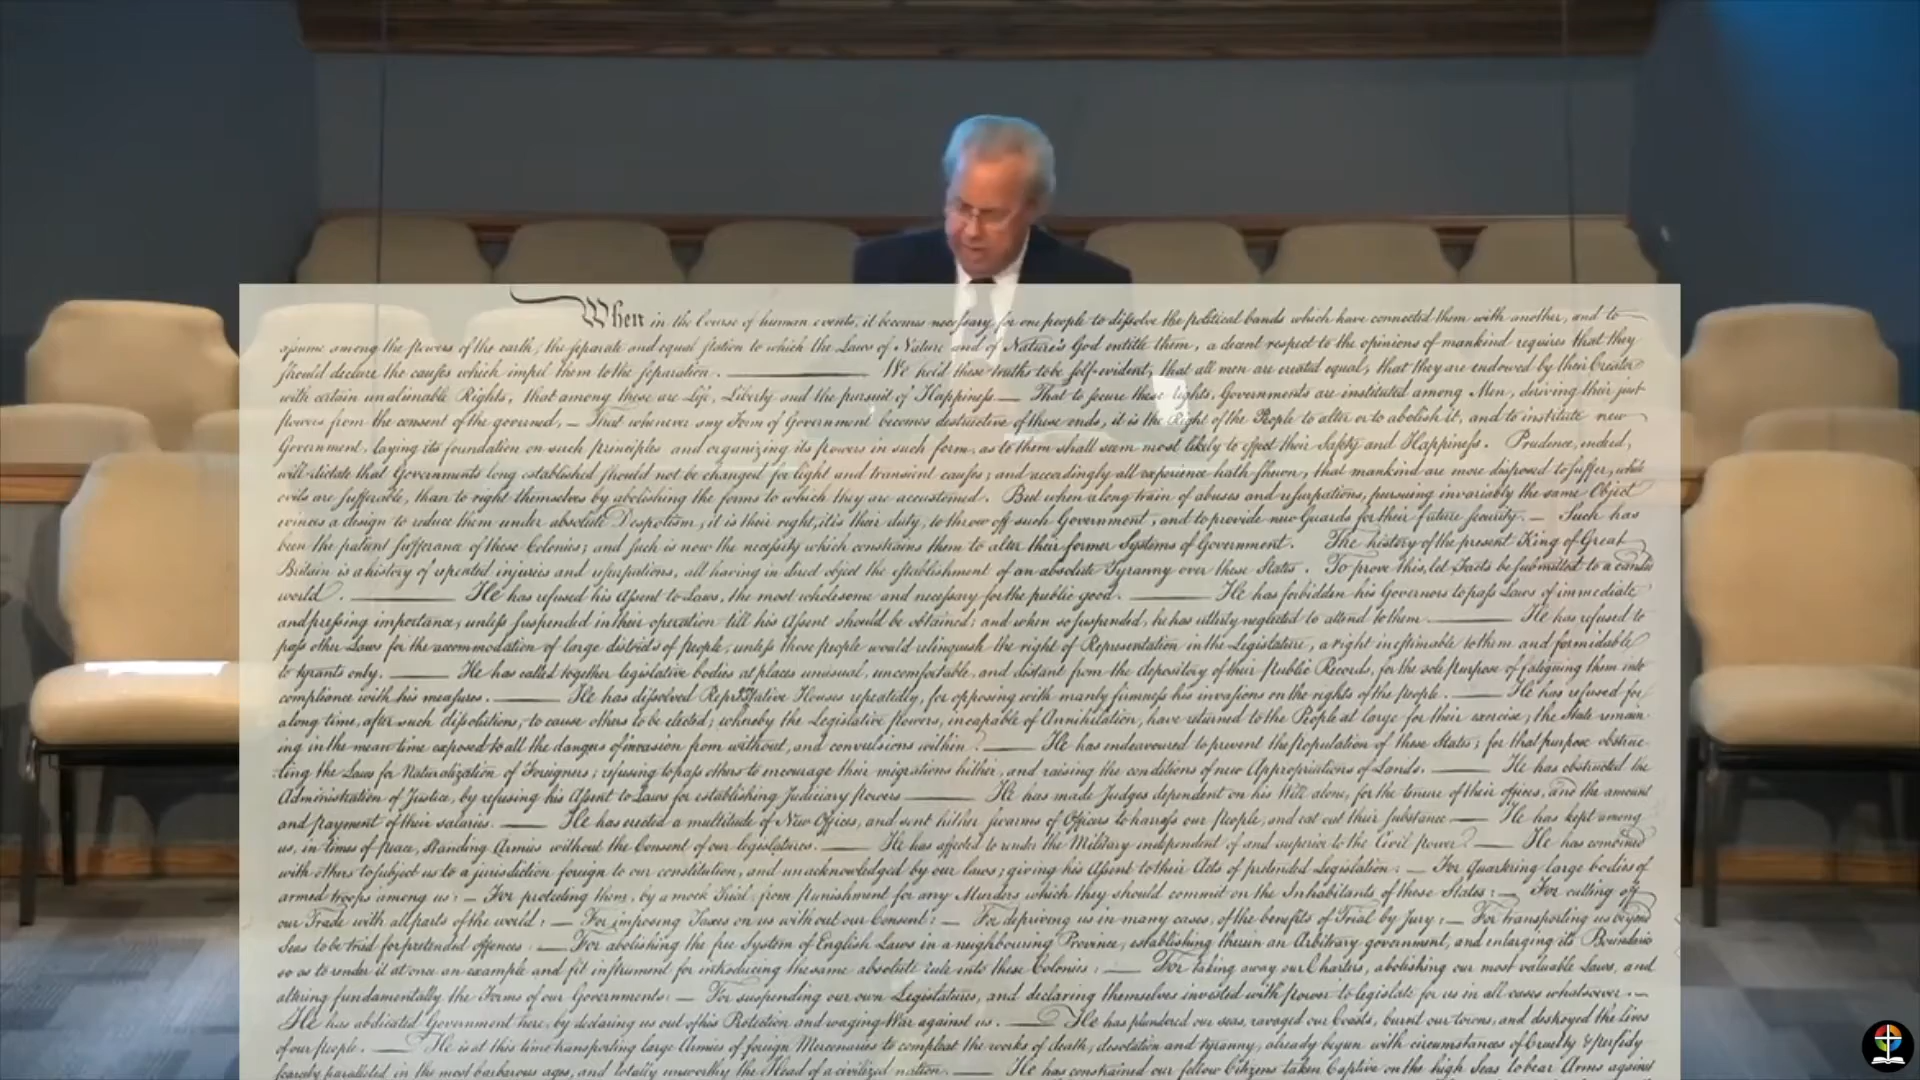 When in the Course of human events, it becomes necessary for one people to dissolve the political bands which have connected them with another, and to
assume among the powers of the earth, the separate and equal station to which the Laws of Nature and of Nature's God entitle them, a decent respect to the opinions of mankind requires that they
should declare the causes which impel them to the separation. ——— We hold these truths to be self-evident, that all men are created equal, that they are endowed by their Creator
with certain unalienable Rights, that among these are Life, Liberty and the pursuit of Happiness.— That to secure these rights, Governments are instituted among Men, deriving their just
powers from the consent of the governed, — That whenever any Form of Government becomes destructive of these ends, it is the Right of the People to alter or to abolish it, and to institute new
Government, laying its foundation on such principles and organizing its powers in such form, as to them shall seem most likely to effect their Safety and Happiness. Prudence, indeed,
will dictate that Governments long established should not be changed for light and transient causes; and accordingly all experience hath shewn, that mankind are more disposed to suffer, while
evils are sufferable, than to right themselves by abolishing the forms to which they are accustomed. But when a long train of abuses and usurpations, pursuing invariably the same Object
evinces a design to reduce them under absolute Despotism, it is their right, it is their duty, to throw off such Government, and to provide new Guards for their future security. — Such has
been the patient sufferance of these Colonies; and such is now the necessity which constrains them to alter their former Systems of Government. The history of the present King of Great
Britain is a history of repeated injuries and usurpations, all having in direct object the establishment of an absolute Tyranny over these States. To prove this, let Facts be submitted to a candid
world. ——— He has refused his Assent to Laws, the most wholesome and necessary for the public good. ——— He has forbidden his Governors to pass Laws of immediate
and pressing importance, unless suspended in their operation till his Assent should be obtained; and when so suspended, he has utterly neglected to attend to them. ——— He has refused to
pass other Laws for the accommodation of large districts of people, unless those people would relinquish the right of Representation in the Legislature, a right inestimable to them and formidable
to tyrants only. ——— He has called together legislative bodies at places unusual, uncomfortable, and distant from the depository of their Public Records, for the sole purpose of fatiguing them into
compliance with his measures. ——— He has dissolved Representative Houses repeatedly, for opposing with manly firmness his invasions on the rights of the people. ——— He has refused for
a long time, after such dissolutions, to cause others to be elected; whereby the Legislative powers, incapable of Annihilation, have returned to the People at large for their exercise; the State remain-
ing in the mean time exposed to all the dangers of invasion from without, and convulsions within. ——— He has endeavoured to prevent the population of these States; for that purpose obstruc-
ting the Laws for Naturalization of Foreigners; refusing to pass others to encourage their migrations hither, and raising the conditions of new Appropriations of Lands. ——— He has obstructed the
Administration of Justice, by refusing his Assent to Laws for establishing Judiciary powers ——— He has made Judges dependent on his Will alone, for the tenure of their offices, and the amount
and payment of their salaries. ——— He has erected a multitude of New Offices, and sent hither swarms of Officers to harrass our people, and eat out their substance ——— He has kept among
us, in times of peace, Standing Armies without the Consent of our legislatures. ——— He has affected to render the Military independent of and superior to the Civil power. ——— He has combined
with others to subject us to a jurisdiction foreign to our constitution, and unacknowledged by our laws; giving his Assent to their Acts of pretended Legislation: — For Quartering large bodies of
armed troops among us: — For protecting them, by a mock Trial, from punishment for any Murders which they should commit on the Inhabitants of these States: — For cutting off
our Trade with all parts of the world: — For imposing Taxes on us without our Consent: — For depriving us in many cases, of the benefits of Trial by Jury: — For transporting us beyond
Seas to be tried for pretended offences — For abolishing the free System of English Laws in a neighbouring Province, establishing therein an Arbitrary government, and enlarging its Boundaries
so as to render it at once an example and fit instrument for introducing the same absolute rule into these Colonies: — For taking away our Charters, abolishing our most valuable Laws, and
altering fundamentally the Forms of our Governments: — For suspending our own Legislatures, and declaring themselves invested with power to legislate for us in all cases whatsoever. —
He has abdicated Government here, by declaring us out of his Protection and waging War against us. ——— He has plundered our seas, ravaged our Coasts, burnt our towns, and destroyed the lives
of our people. ——— He is at this time transporting large Armies of foreign Mercenaries to compleat the works of death, desolation and tyranny, already begun with circumstances of Cruelty & perfidy
scarcely paralleled in the most barbarous ages, and totally unworthy the Head of a civilized nation. ——— He has constrained our fellow Citizens taken Captive on the high Seas to bear Arms against